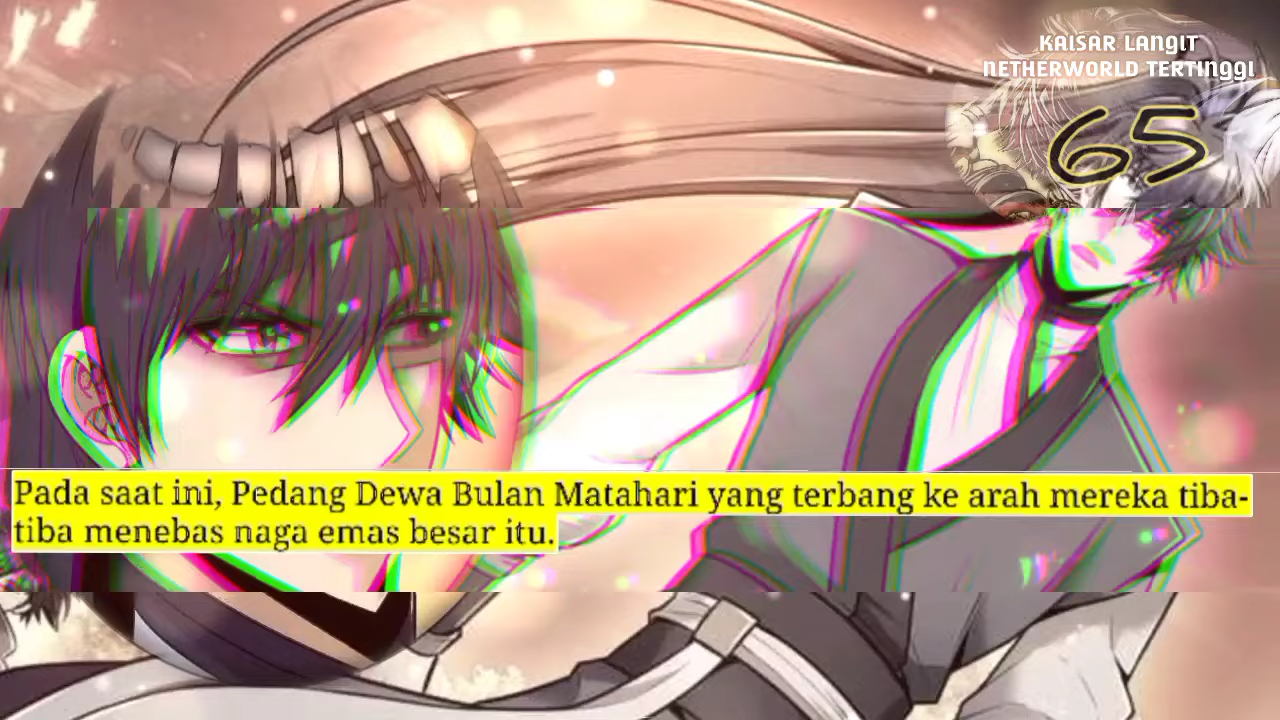 KAISAR LANGIT
NETHERWORLD TERTINGGI
65
Pada saat ini, Pedang Dewa Bulan Matahari yang terbang ke arah mereka tiba-
tiba menebas naga emas besar itu.